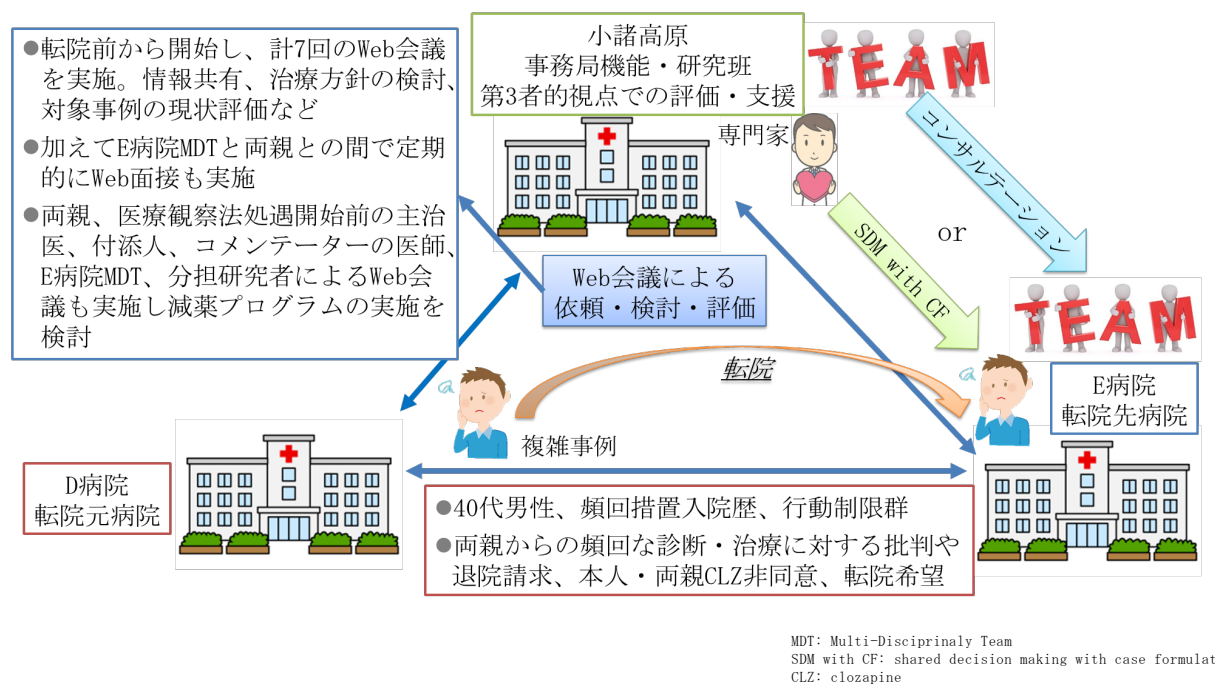 ●転院前から開始し、計7回のWeb会議
を実施。情報共有、治療方針の検討、
対象事例の現状評価など
●加えてE病院MDTと両親との間で定期
的にWeb面接も実施
●両親、医療観察法処遇開始前の主治
医、付添人、コメンテーターの医師、
E病院MDT、分担研究者によるWeb会
議も実施し減薬プログラムの実施を
検討
小諸高原
事務局機能・研究班
第3者的視点での評価・支援
TEAM
専門家
コンサルテーション
or
SDM with CF
Web会議による
依頼・検討・評価
TEAM
転院
E病院
転院先病院
複雑事例
D病院
転院元病院
●40代男性、頻回措置入院歴、行動制限群
●両親からの頻回な診断・治療に対する批判や
退院請求、本人・両親CLZ非同意、転院希望
MDT: Multi-Disciprinaly Team
SDM with CF: shared decision making with case formulat
CLZ: clozapine